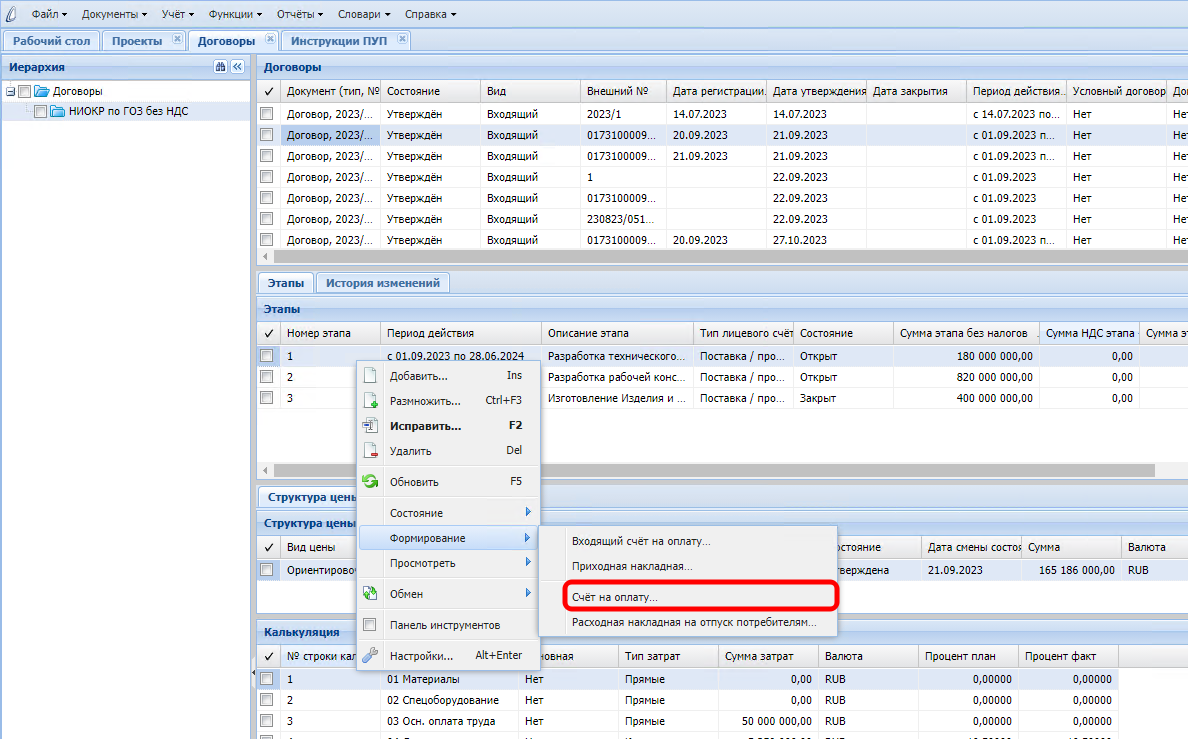 Файл Документы Учёт Функции Отчёты Словари Справка
Рабочий стол Проекты Договоры Инструкции ПУП
Иерархия
Договоры
НИОКР по ГОЗ без НДС
Договоры
Документ (тип, № Состояние Вид Внешний № Дата регистрации. Дата утверждения Дата закрытия Период действия. Условный договор До
Договор, 2023/... Утверждён Входящий 2023/1 14.07.2023 14.07.2023 с 14.07.2023 по... Нет Нет
Договор, 2023/... Утверждён Входящий 0173100009... 20.09.2023 21.09.2023 с 01.09.2023 п... Нет Нет
Договор, 2023/... Утверждён Входящий 0173100009... 21.09.2023 21.09.2023 с 01.09.2023 п... Нет Нет
Договор, 2023/... Утверждён Входящий 1 22.09.2023 с 01.09.2023 Нет Нет
Договор, 2023/... Утверждён Входящий 0173100009... 22.09.2023 с 01.09.2023 Нет Нет
Договор, 2023/... Утверждён Входящий 230823/051... 22.09.2023 с 01.09.2023 Нет Нет
Договор, 2023/... Утверждён Входящий 0173100009... 20.09.2023 27.10.2023 с 01.09.2023 п... Нет Нет
Этапы История изменений
Этапы
Номер этапа Период действия Описание этапа Тип лицевого счёт Состояние Сумма этапа без налогов Сумма НДС этапа Сумма э
1 с 01.09.2023 по 28.06.2024 Разработка технического... Поставка / про... Открыт 180 000 000,00 0,00
2 Разработка рабочей конс... Поставка / про... Открыт 820 000 000,00 0,00
3 Изготовление Изделия и ... Поставка / про... Закрыт 400 000 000,00 0,00
Добавить... Ins
Размножить... Ctrl+F3
Исправить... F2
Удалить Del
Обновить F5
Состояние
Формирование
Просмотреть
Обмен
Панель инструментов
Настройки... Alt+Enter
Входящий счёт на оплату...
Приходная накладная...
Счёт на оплату...
Расходная накладная на отпуск потребителям...
Структура цены
Структура цены
Вид цены стояние Дата смены состоя Сумма Валюта
Ориентирово тверждена 21.09.2023 165 186 000,00 RUB
Калькуляция
№ строки кал новная Тип затрат Сумма затрат Валюта Процент план Процент факт
1 01 Материалы Нет Прямые 0,00 RUB 0,00000 0,00000
2 02 Спецоборудование Нет Прямые 0,00 RUB 0,00000 0,00000
3 03 Осн. оплата труда Нет Прямые 50 000 000,00 RUB 0,00000 0,00000